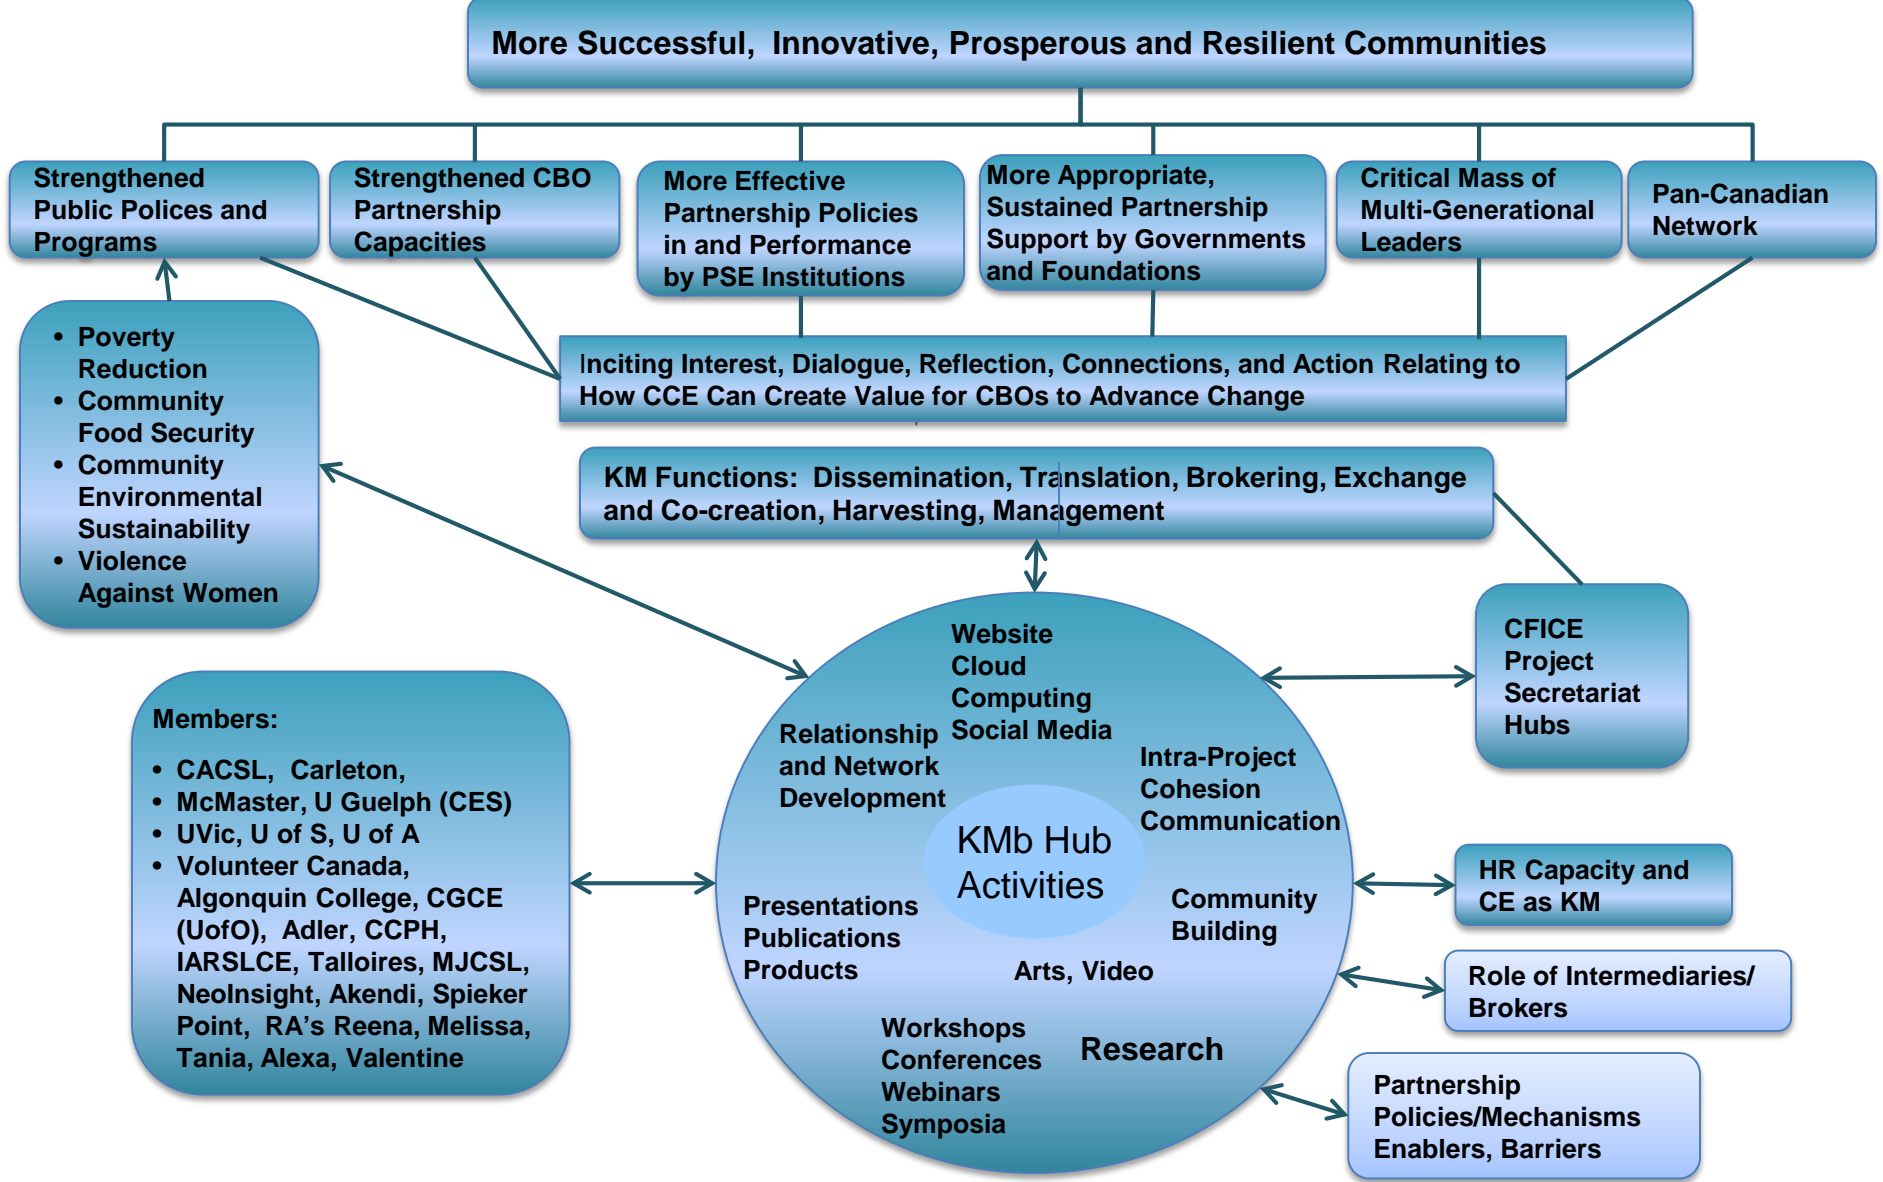 More Successful, Innovative, Prosperous and Resilient Communities
Strengthened
Public Polices and
Programs
Strengthened CBO
Partnership
Capacities
More Effective
Partnership Policies
in and Performance
by PSE Institutions
More Appropriate,
Sustained Partnership
Support by Governments
and Foundations
Critical Mass of
Multi-Generational
Leaders
Pan-Canadian
Network
• Poverty
Reduction
• Community
Food Security
• Community
Environmental
Sustainability
• Violence
Against Women
Inciting Interest, Dialogue, Reflection, Connections, and Action Relating to
How CCE Can Create Value for CBOs to Advance Change
KM Functions: Dissemination, Translation, Brokering, Exchange
and Co-creation, Harvesting, Management
CFICE
Project
Secretariat
Hubs
Members:
• CACSL, Carleton,
• McMaster, U Guelph (CES)
• UVic, U of S, U of A
• Volunteer Canada,
Algonquin College, CGCE
(UofO), Adler, CCPH,
IARSLCE, Talloires, MJCSL,
NeoInsight, Akendi, Spieker
Point, RA's Reena, Melissa,
Tania, Alexa, Valentine
Website
Cloud
Computing
Social Media
Relationship
and Network
Development
Intra-Project
Cohesion
Communication
KMb Hub
Activities
Presentations
Publications
Products
Community
Building
Arts, Video
Workshops
Conferences
Webinars
Symposia
Research
HR Capacity and
CE as KM
Role of Intermediaries/
Brokers
Partnership
Policies/Mechanisms
Enablers, Barriers